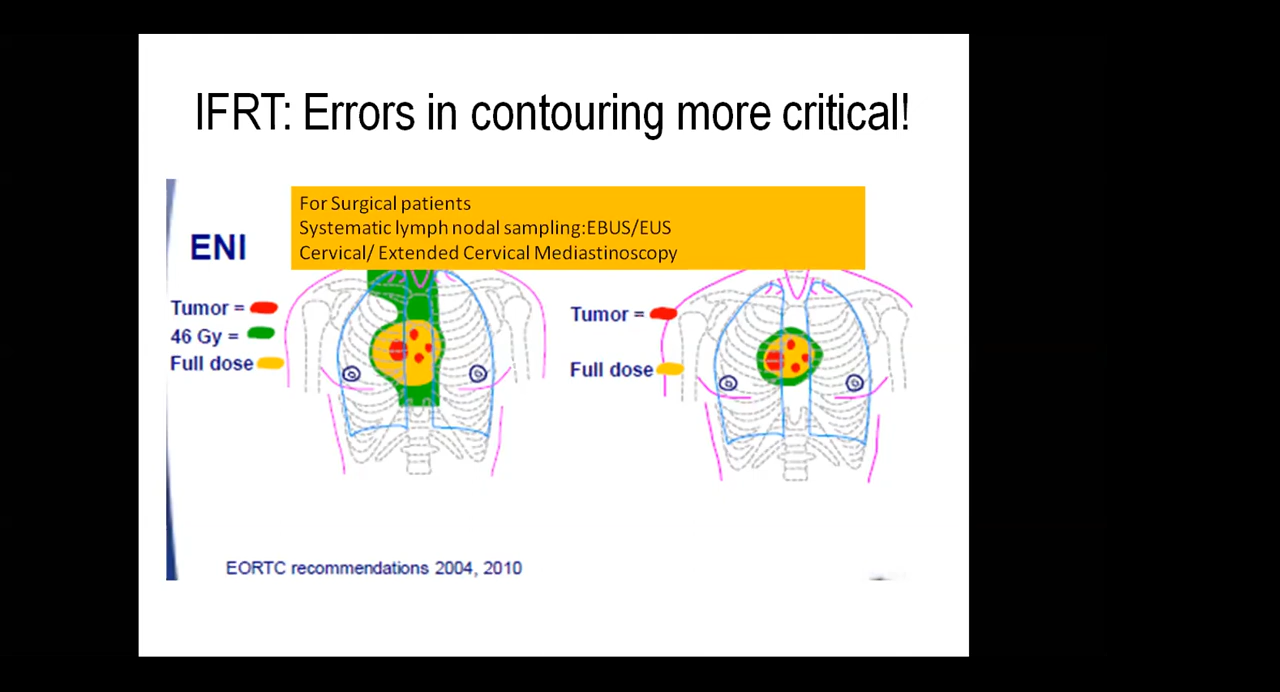 IFRT: Errors in contouring more critical!
For Surgical patients
Systematic lymph nodal sampling:EBUS/EUS
Cervical/ Extended Cervical Mediastinoscopy
ENI
Tumor =
46 Gy =
Full dose
Tumor =
Full dose
EORTC recommendations 2004, 2010